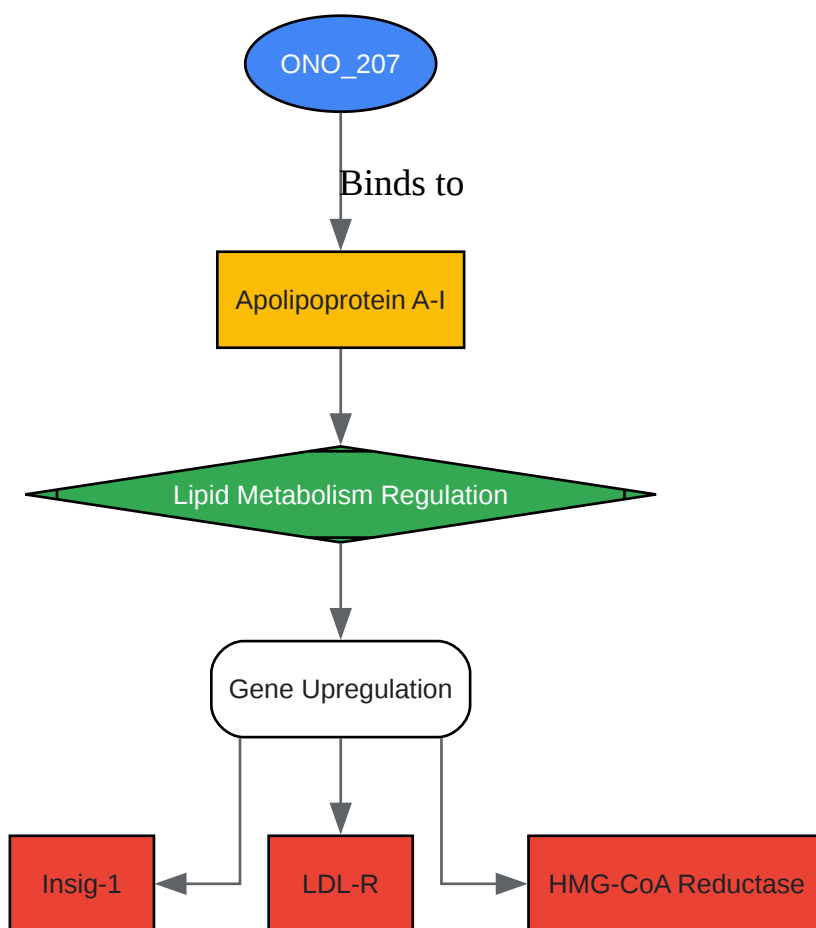 ONO_207
Binds to
Apolipoprotein A-I
Lipid Metabolism Regulation
Gene Upregulation
Insig-1
LDL-R
HMG-CoA Reductase